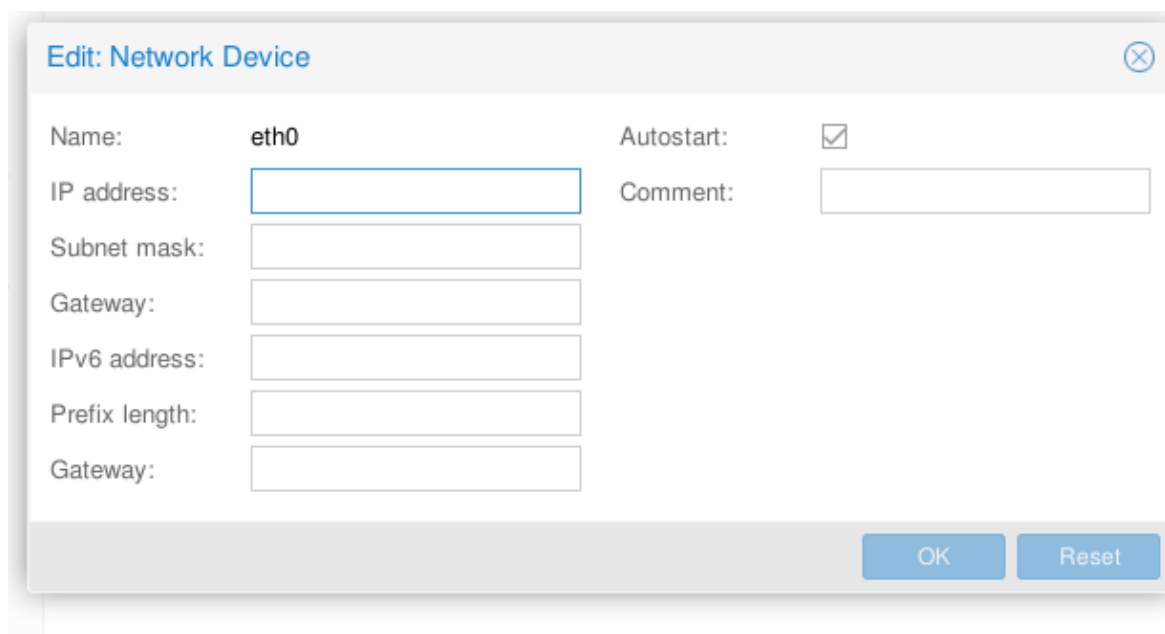 Edit: Network Device
Name: eth0 Autostart:
IP address: Comment:
Subnet mask:
Gateway:
IPv6 address:
Prefix length:
Gateway:
OK Reset